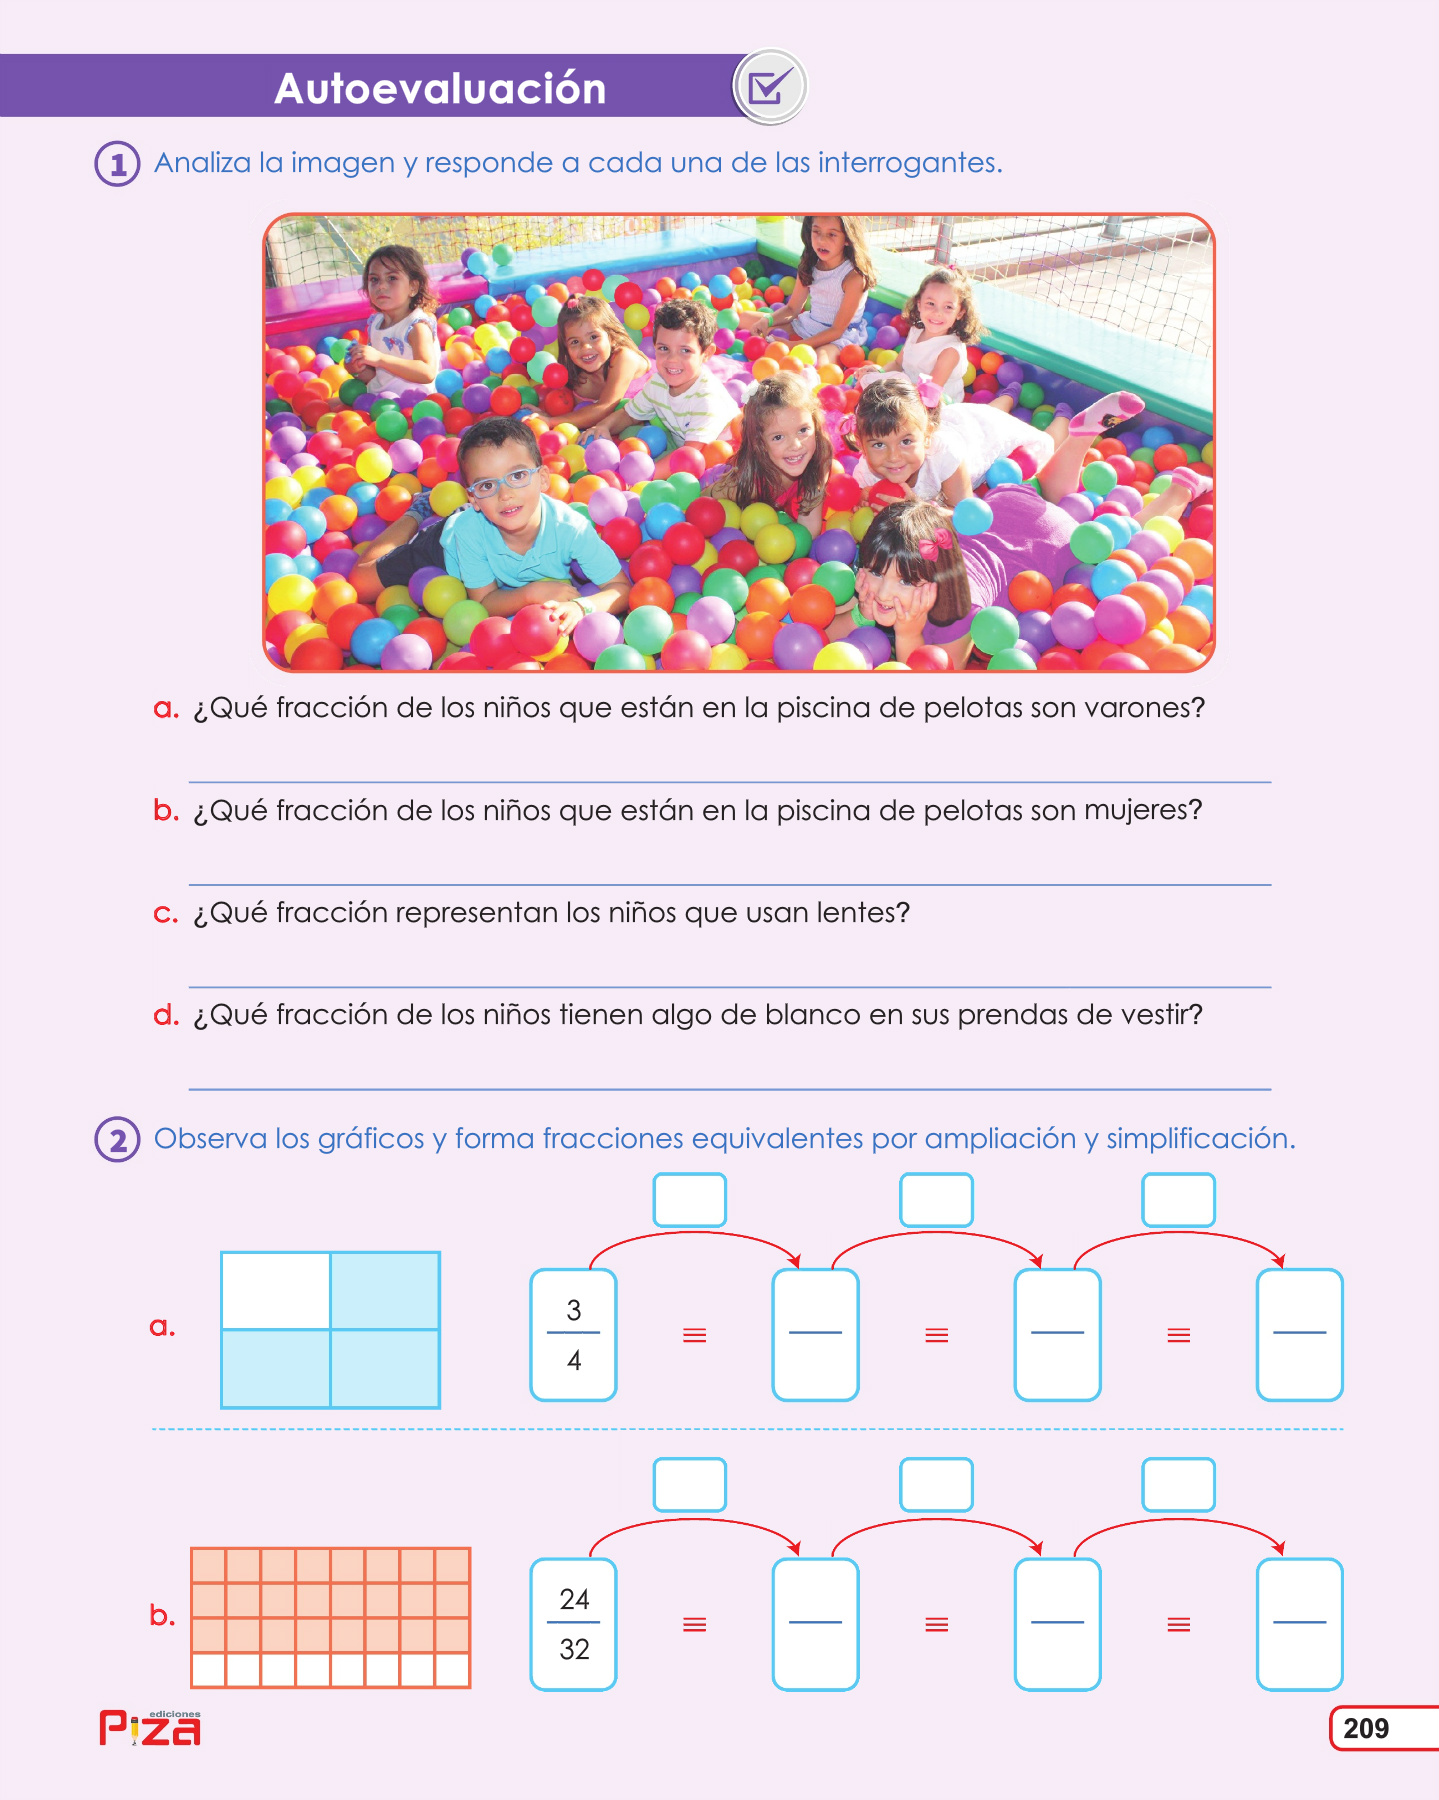 Autoevaluación
1 Analiza la imagen y responde a cada una de las interrogantes.
a. ¿Qué fracción de los niños que están en la piscina de pelotas son varones?
b. ¿Qué fracción de los niños que están en la piscina de pelotas son mujeres?
c. ¿Qué fracción representan los niños que usan lentes?
d. ¿Qué fracción de los niños tienen algo de blanco en sus prendas de vestir?
2 Observa los gráficos y forma fracciones equivalentes por ampliación y simplificación.
a.
3
4
≡ ≡ ≡
b.
24
32
≡ ≡ ≡
ediciones
Piza
209